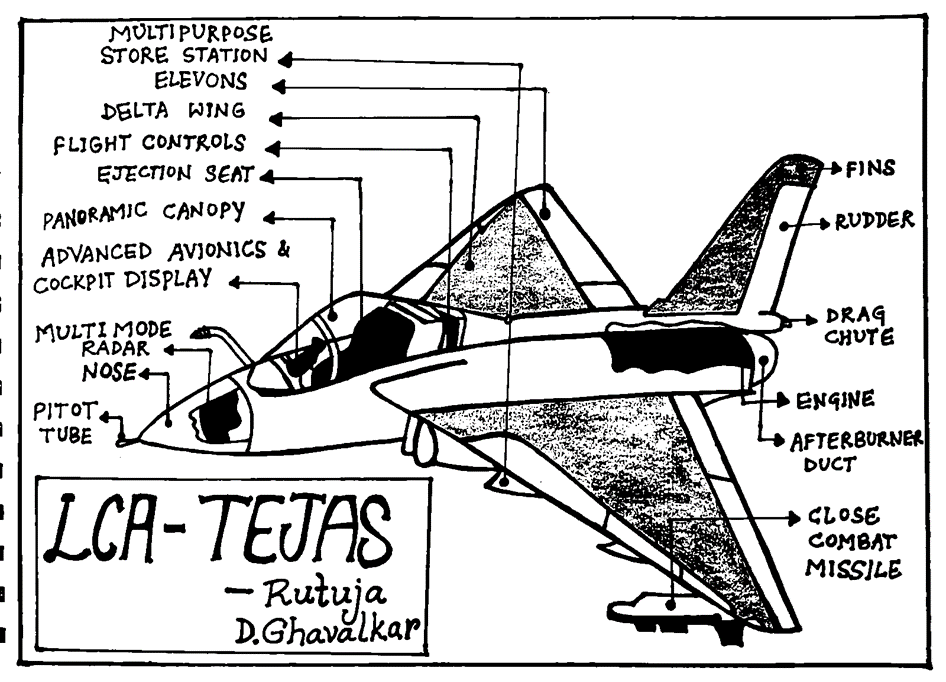 MULTIPURPOSE
STORE STATION
ELEVONS
DELTA WING
FLIGHT CONTROLS
EJECTION SEAT
PANORAMIC CANOPY
ADVANCED AVIONICS &
COCKPIT DISPLAY
MULTI MODE
RADAR
NOSE
PITOT
TUBE
FINS
RUDDER
DRAG
CHUTE
ENGINE
AFTERBURNER
DUCT
CLOSE
COMBAT
MISSILE
LCA-TEJAS
- Rutuja
D.Ghavalkar